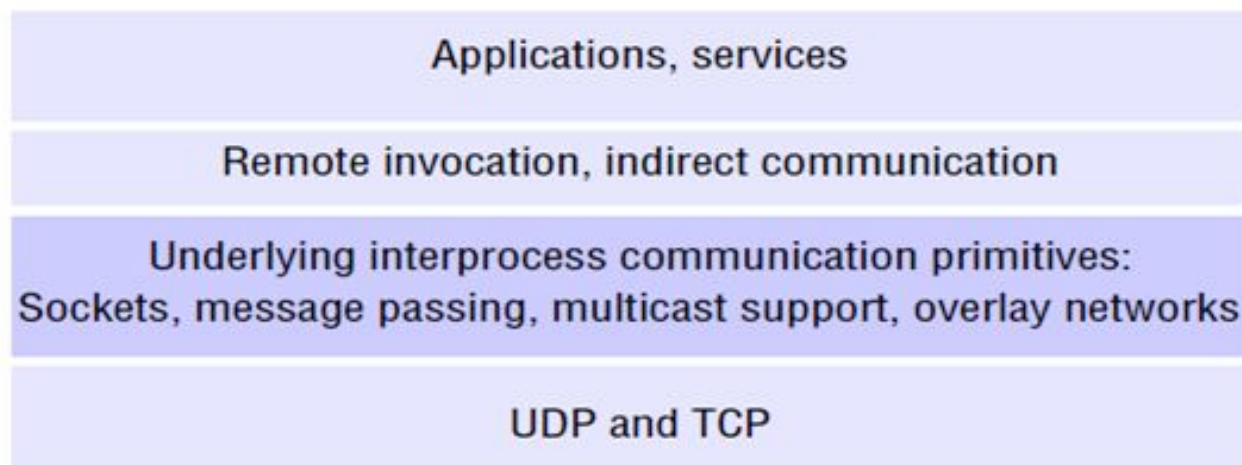 Applications, services
Remote invocation, indirect communication
Underlying interprocess communication primitives:
Sockets, message passing, multicast support, overlay networks
UDP and TCP